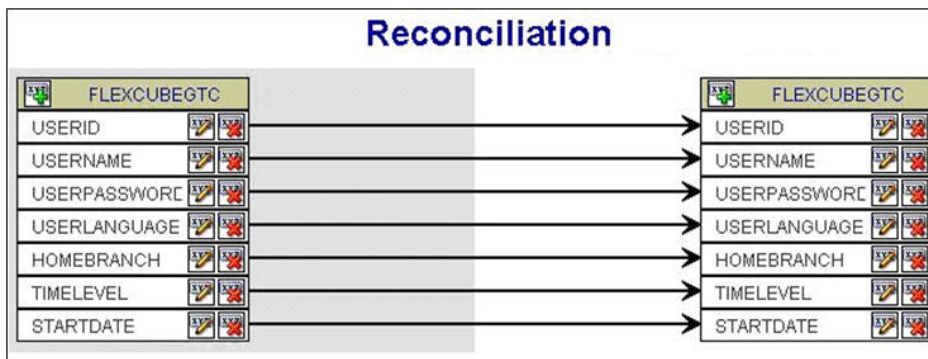 Reconciliation
FLEXCUBEGTC FLEXCUBEGTC
USERID USERID
USERNAME USERNAME
USERPASSWORD USERPASSWORD
USERLANGUAGE USERLANGUAGE
HOMEBRANCH HOMEBRANCH
TIMELEVEL TIMELEVEL
STARTDATE STARTDATE